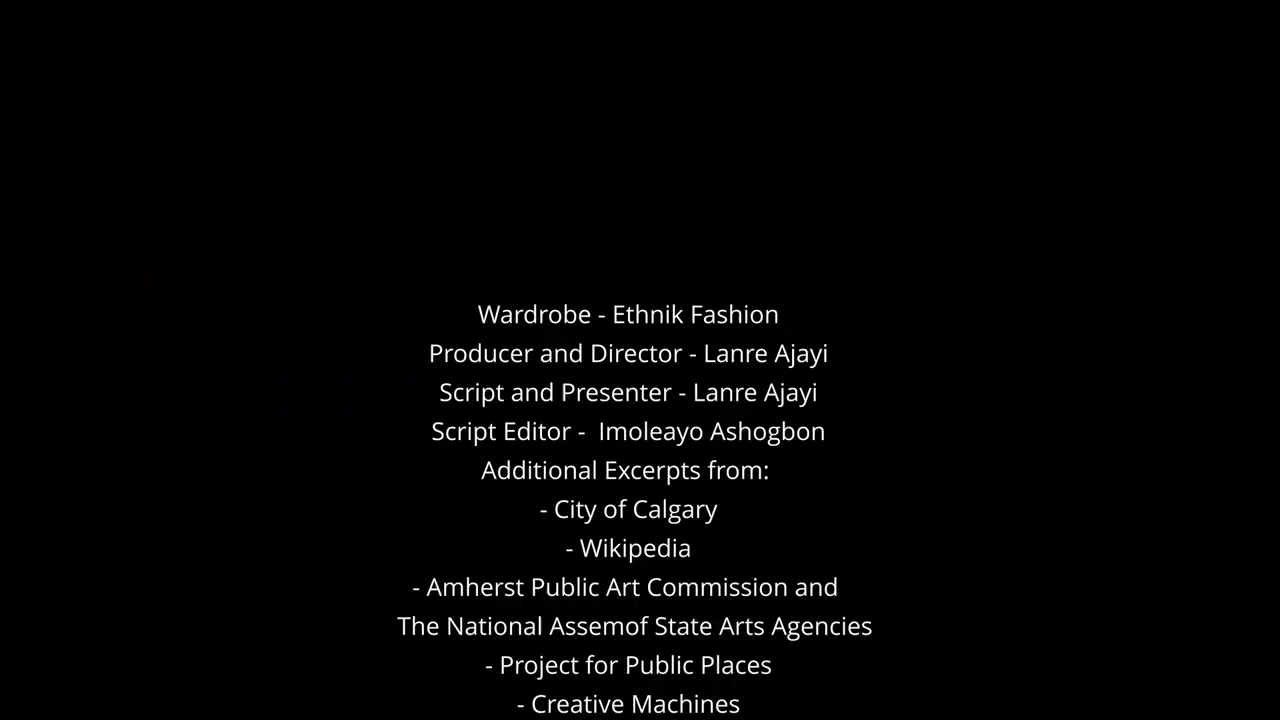 Wardrobe - Ethnik Fashion
Producer and Director - Lanre Ajayi
Script and Presenter - Lanre Ajayi
Script Editor -  Imoleayo Ashogbon
Additional Excerpts from:
- City of Calgary
- Wikipedia
- Amherst Public Art Commission and
The National Assemof State Arts Agencies
- Project for Public Places
- Creative Machines